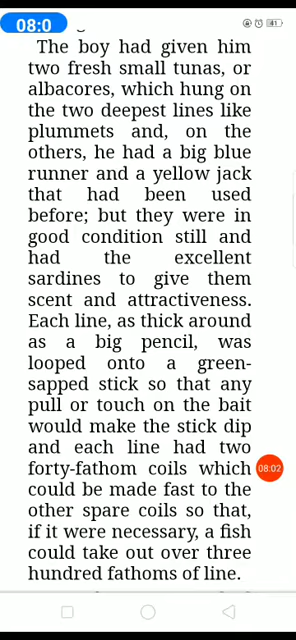 08:0
41
The boy had given him
two fresh small tunas, or
albacores, which hung on
the two deepest lines like
plummets and, on the
others, he had a big blue
runner and a yellow jack
that had been used
before; but they were in
good condition still and
had the excellent
sardines to give them
scent and attractiveness.
Each line, as thick around
as a big pencil, was
looped onto a green-
sapped stick so that any
pull or touch on the bait
would make the stick dip
and each line had two
forty-fathom coils which
could be made fast to the
other spare coils so that,
if it were necessary, a fish
could take out over three
hundred fathoms of line.
08:02